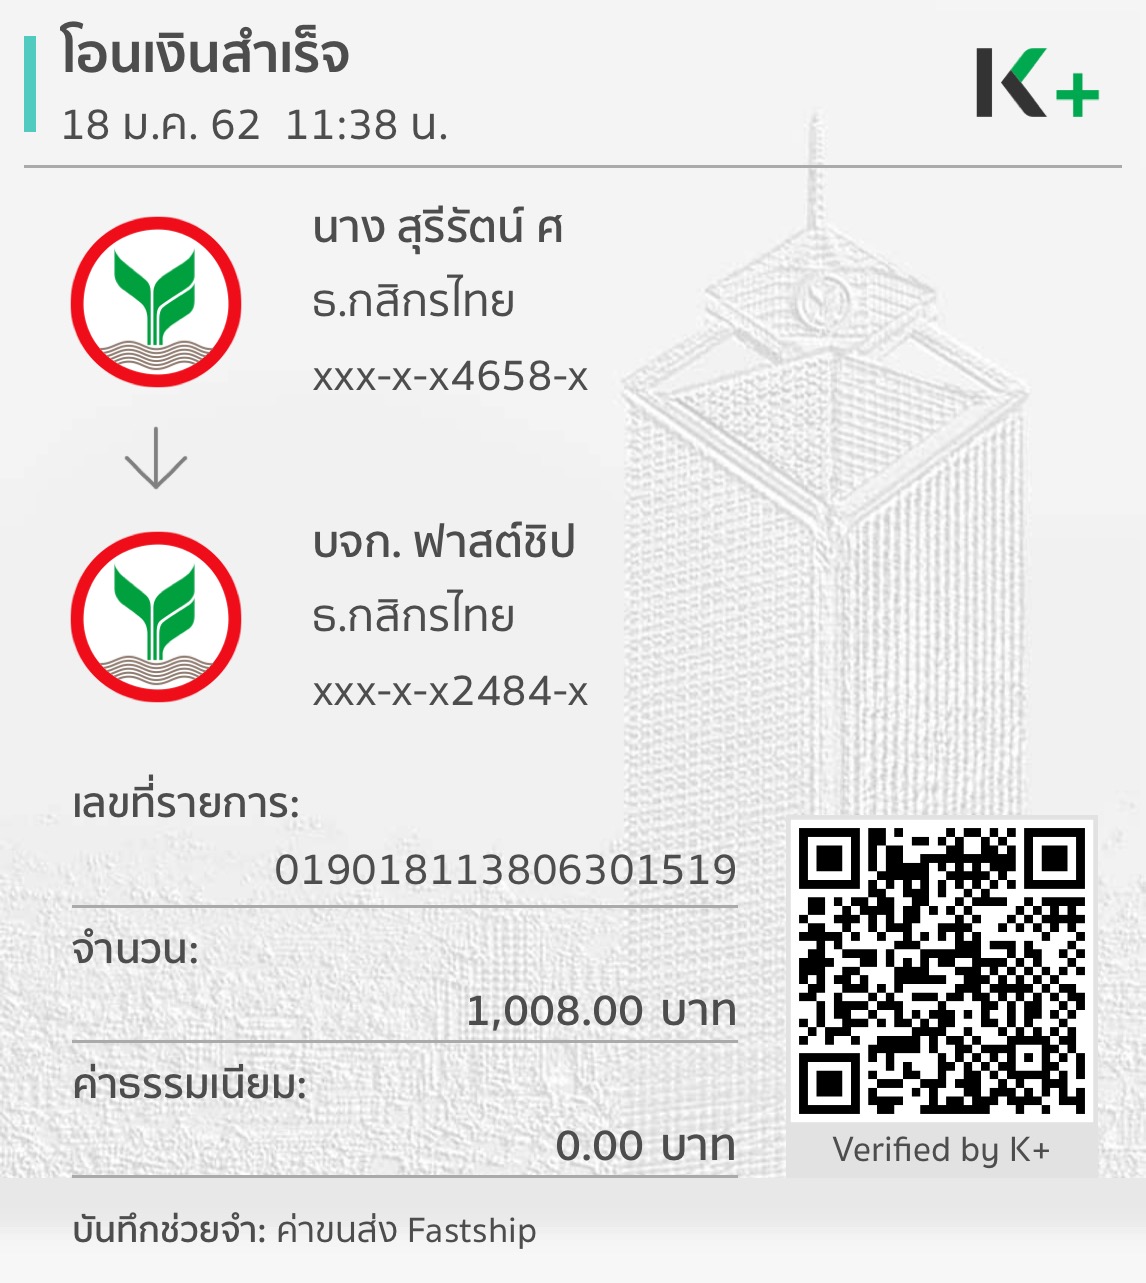 โอนเงินสำเร็จ
18 ม.ค. 62  11:38 น.
K+
นาง สุรีรัตน์ ศ
ธ.กสิกรไทย
xxx-x-x4658-x
บจก. ฟาสต์ชิป
ธ.กสิกรไทย
xxx-x-x2484-x
เลขที่รายการ:
019018113806301519
จำนวน:
1,008.00 บาท
ค่าธรรมเนียม:
0.00 บาท
Verified by K+
บันทึกช่วยจำ: ค่าขนส่ง Fastship